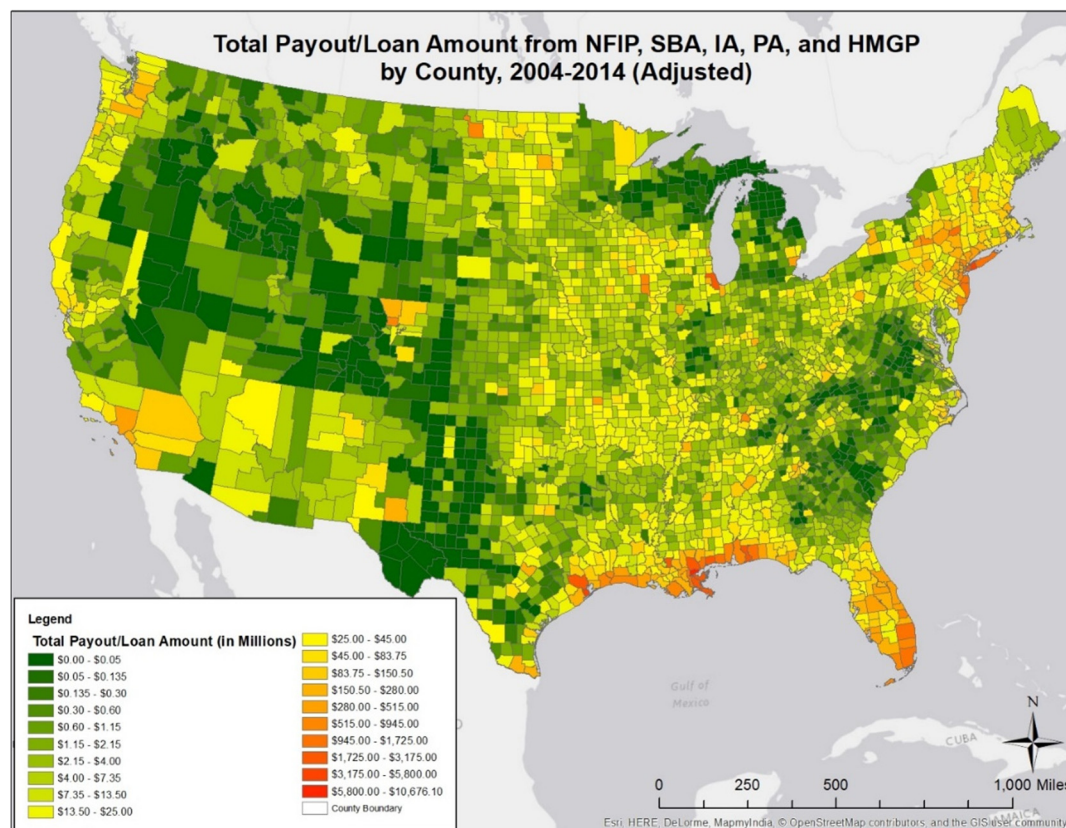 Total Payout/Loan Amount from NFIP, SBA, IA, PA, and HMGP
by County, 2004-2014 (Adjusted)
Legend
Total Payout/Loan Amount (in Millions)
$0.00 - $0.05
$0.05 - $0.135
$0.135 - $0.30
$0.30 - $0.60
$0.60 - $1.15
$1.15 - $2.15
$2.15 - $4.00
$4.00 - $7.35
$7.35 - $13.50
$13.50 - $25.00
$25.00 - $45.00
$45.00 - $83.75
$83.75 - $150.50
$150.50 - $280.00
$280.00 - $515.00
$515.00 - $945.00
$945.00 - $1,725.00
$1,725.00 - $3,175.00
$3,175.00 - $5,800.00
$5,800.00 - $10,676.10
County Boundary
Gulf of
Mexico
CUBA
N
0 250 500 1,000 Miles
JAMAICA
Esri, HERE, DeLorme, MapmyIndia, © OpenStreetMap contributors, and the GIS user community